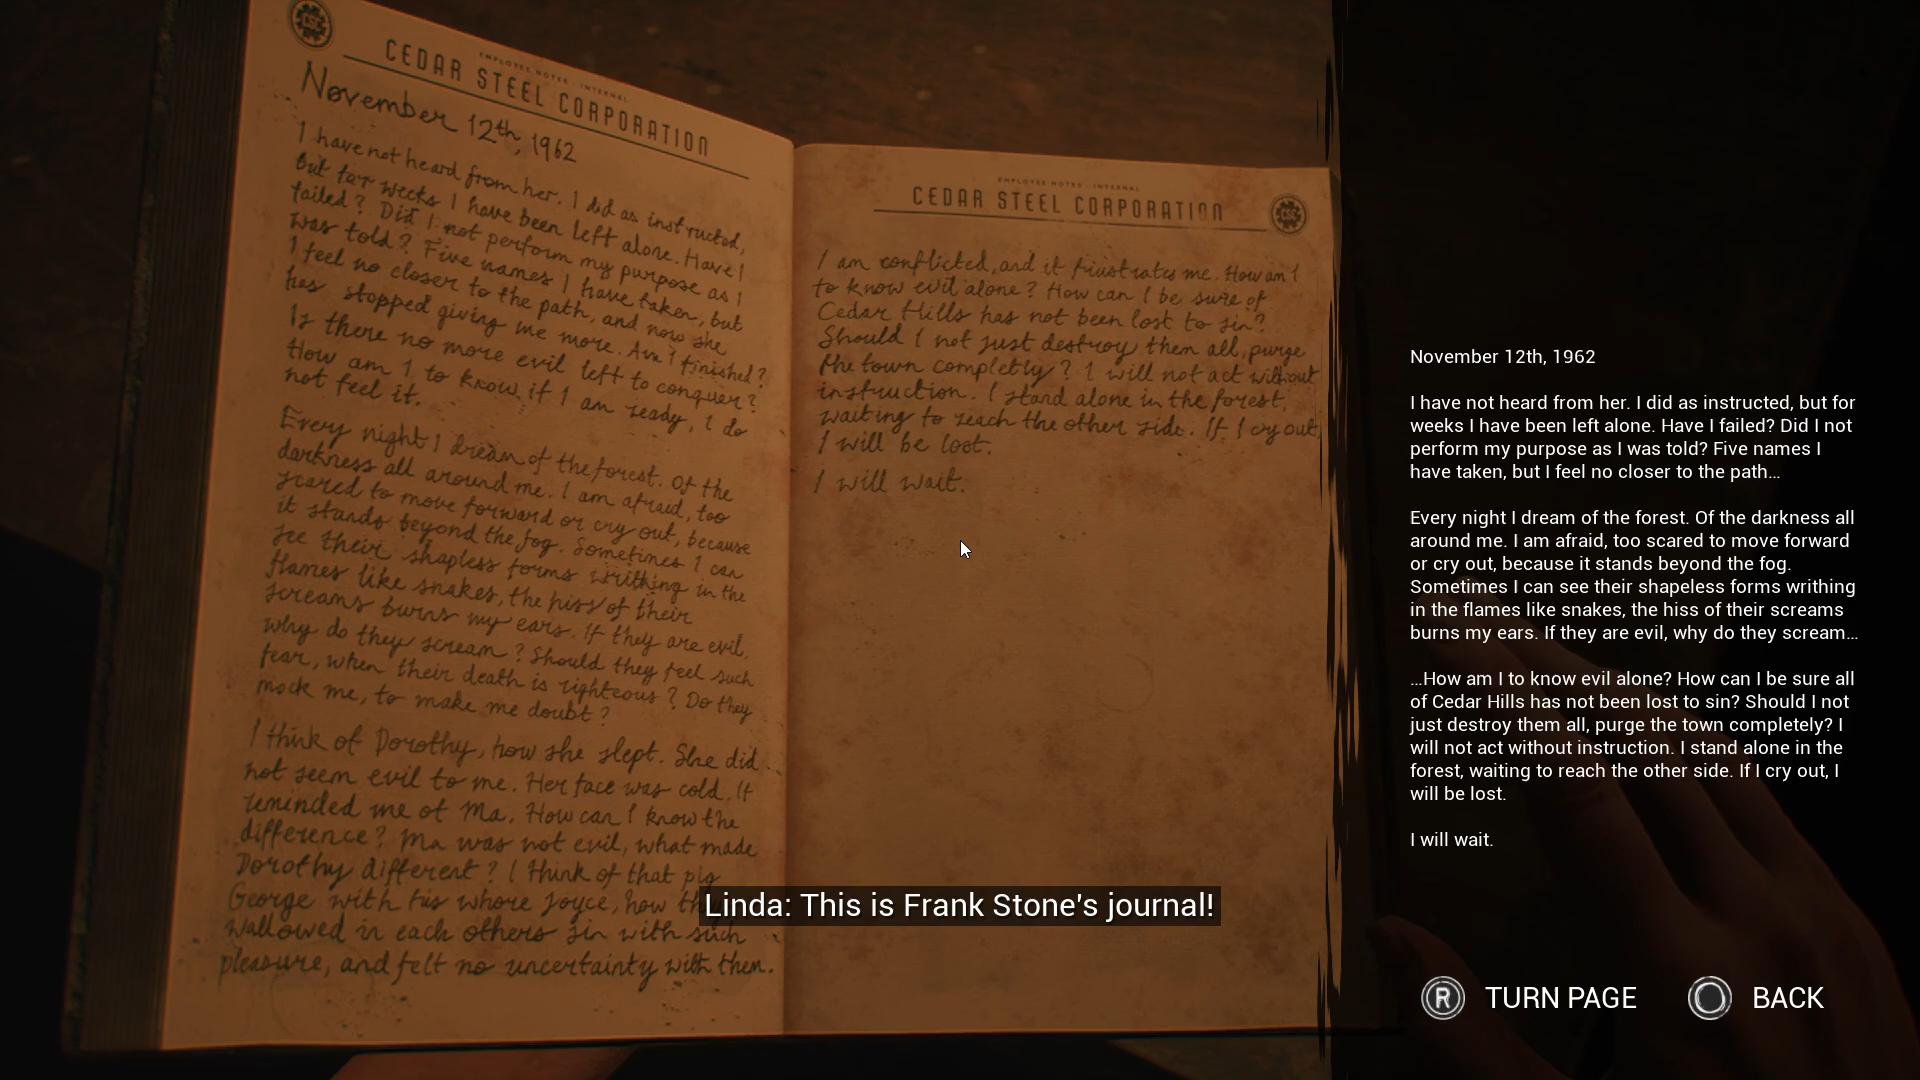 CSC
EMPLOYEE NOTES - INTERNAL
CEDAR STEEL CORPORATION
November 12th, 1962
I have not heard from her. I did as instructed,
But for weeks I have been left alone. Have I
failed? Did I not perform my purpose as I
was told? Five names I have taken, but
I feel no closer to the path, and now she
has stopped giving me more. Am I finished?
Is there no more evil left to conquer?
How am I to know if I am ready, I do
not feel it.
Every night I dream of the forest. Of the
darkness all around me. I am afraid, too
scared to move forward or cry out, because
it stands beyond the fog. Sometimes I can
see their shapless forms writhing in the
flames like snakes, the hiss of their
screams burns my ears. If they are evil,
why do they scream? Should they feel such
fear, when their death is righteous? Do they
mock me, to make me doubt?
I think of Dorothy, how she slept. She did
not seem evil to me. Her face was cold. It
reminded me of Ma. How can I know the
difference? Ma was not evil, what made
Dorothy different? I think of that pig
George with his whore Joyce, how
wallowed in each others sin with such
pleasure, and felt no uncertainty with them.
EMPLOYEE NOTES - INTERNAL
CEDAR STEEL CORPORATION
CSC
I am conflicted, and it frustrates me. How am I
to know evil alone? How can I be sure of
Cedar Hills has not been lost to sin?
Should I not just destroy them all, purge
the town completly? I will not act without
instruction. I stand alone in the forest,
waiting to reach the other side. If I cry out,
I will be lost.
I will wait.
November 12th, 1962
I have not heard from her. I did as instructed, but for
weeks I have been left alone. Have I failed? Did I not
perform my purpose as I was told? Five names I
have taken, but I feel no closer to the path...
Every night I dream of the forest. Of the darkness all
around me. I am afraid, too scared to move forward
or cry out, because it stands beyond the fog.
Sometimes I can see their shapeless forms writhing
in the flames like snakes, the hiss of their screams
burns my ears. If they are evil, why do they scream...
...How am I to know evil alone? How can I be sure all
of Cedar Hills has not been lost to sin? Should I not
just destroy them all, purge the town completely? I
will not act without instruction. I stand alone in the
forest, waiting to reach the other side. If I cry out, I
will be lost.
I will wait.
Linda: This is Frank Stone's journal!
R TURN PAGE
BACK